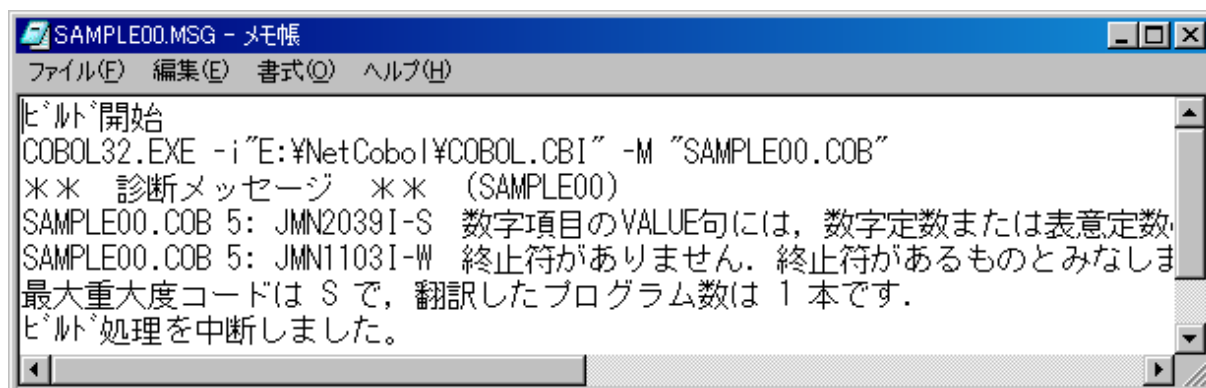 SAMPLE00.MSG - メモ帳
ファイル(F) 編集(E) 書式(O) ヘルプ(H)
ﾋﾞﾙﾄﾞ開始
COBOL32.EXE -i"E:¥NetCobol¥COBOL.CBI" -M "SAMPLE00.COB"
** 診断メッセージ ** (SAMPLE00)
SAMPLE00.COB 5: JMN2039I-S 数字項目のVALUE句には,数字定数または表意定数
SAMPLE00.COB 5: JMN1103I-W 終止符がありません.終止符があるものとみなしま
最大重大度コードは S で,翻訳したプログラム数は 1 本です.
ﾋﾞﾙﾄﾞ処理を中断しました。